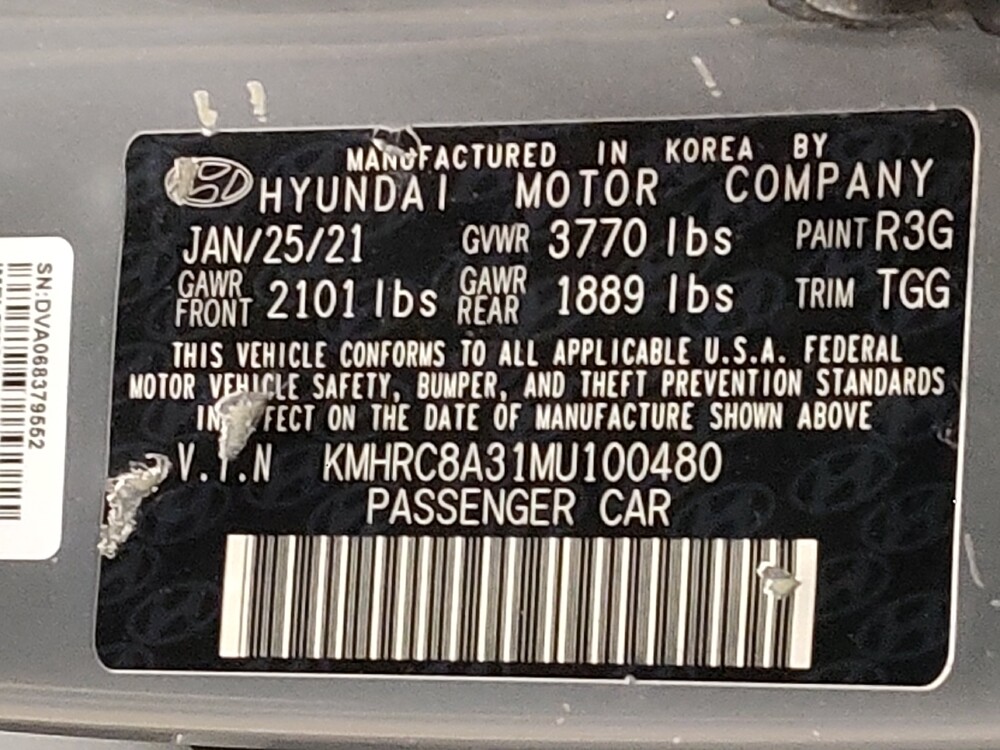 MANUFACTURED IN KOREA BY
HYUNDAI MOTOR COMPANY
JAN/25/21 GVWR 3770 lbs PAINT R3G
GAWR FRONT 2101 lbs GAWR REAR 1889 lbs TRIM TGG
THIS VEHICLE CONFORMS TO ALL APPLICABLE U.S.A. FEDERAL
MOTOR VEHICLE SAFETY, BUMPER, AND THEFT PREVENTION STANDARDS
IN EFFECT ON THE DATE OF MANUFACTURE SHOWN ABOVE
V.I.N KMHRC8A31MU100480
PASSENGER CAR
SN:DVA068379552